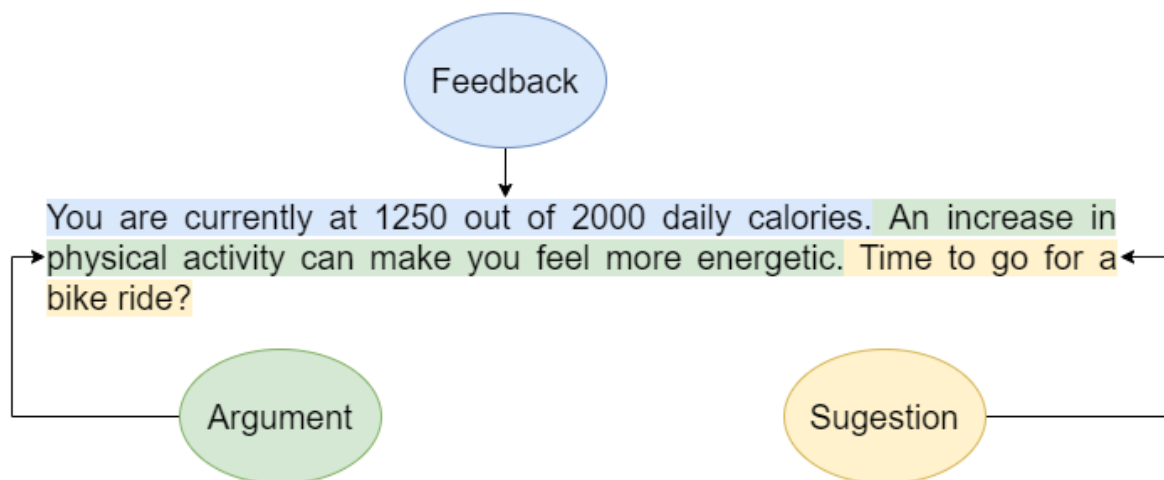 Feedback
You are currently at 1250 out of 2000 daily calories. An increase in
physical activity can make you feel more energetic. Time to go for a
bike ride?
Argument
Sugestion